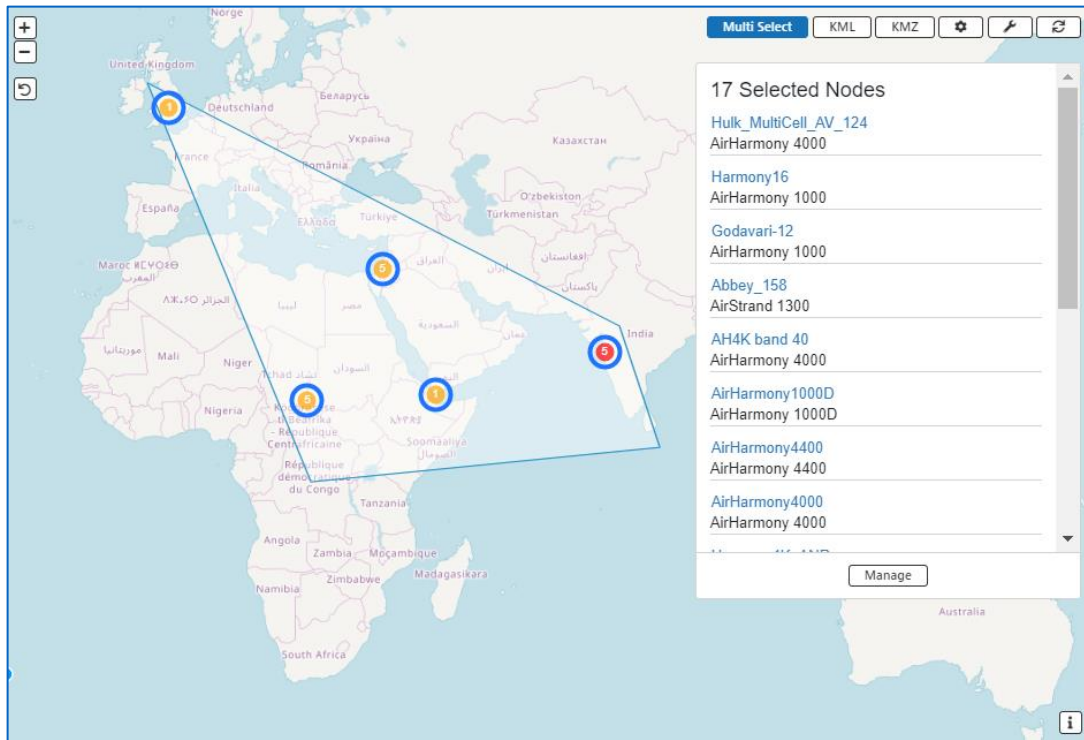 Norge
Multi Select
KML
KMZ
United Kingdom
Беларусь
Deutschland
Україна
Казахстан
France
România
Italia
O'zbekiston
España
Ελλάδα
Türkiye
Türkmenistan
العراق
ایران
افغانستان
پاکستان
ليبيا
مصر
السعودية
عمان
India
موريتانيا
Mali
Niger
Tchad تشاد
السودان
اليمن
Nigeria
Centrafricaine
Soomaaliya
الصومال
République
démocratique
du Congo
Tanzania
Angola
Zambia
Moçambique
Zimbabwe
Madagasikara
Namibia
South Africa
Australia
1
5
5
5
1
17 Selected Nodes
Hulk_MultiCell_AV_124
AirHarmony 4000
Harmony16
AirHarmony 1000
Godavari-12
AirHarmony 1000
Abbey_158
AirStrand 1300
AH4K band 40
AirHarmony 4000
AirHarmony1000D
AirHarmony 1000D
AirHarmony4400
AirHarmony 4400
AirHarmony4000
AirHarmony 4000
Manage